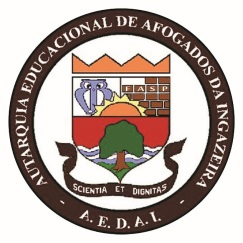 AUTARQUIA EDUCACIONAL DE AFOGADOS DA INGAZEIRA
FASP
SCIENTIA ET DIGNITAS
- A.E.D.A.I. -